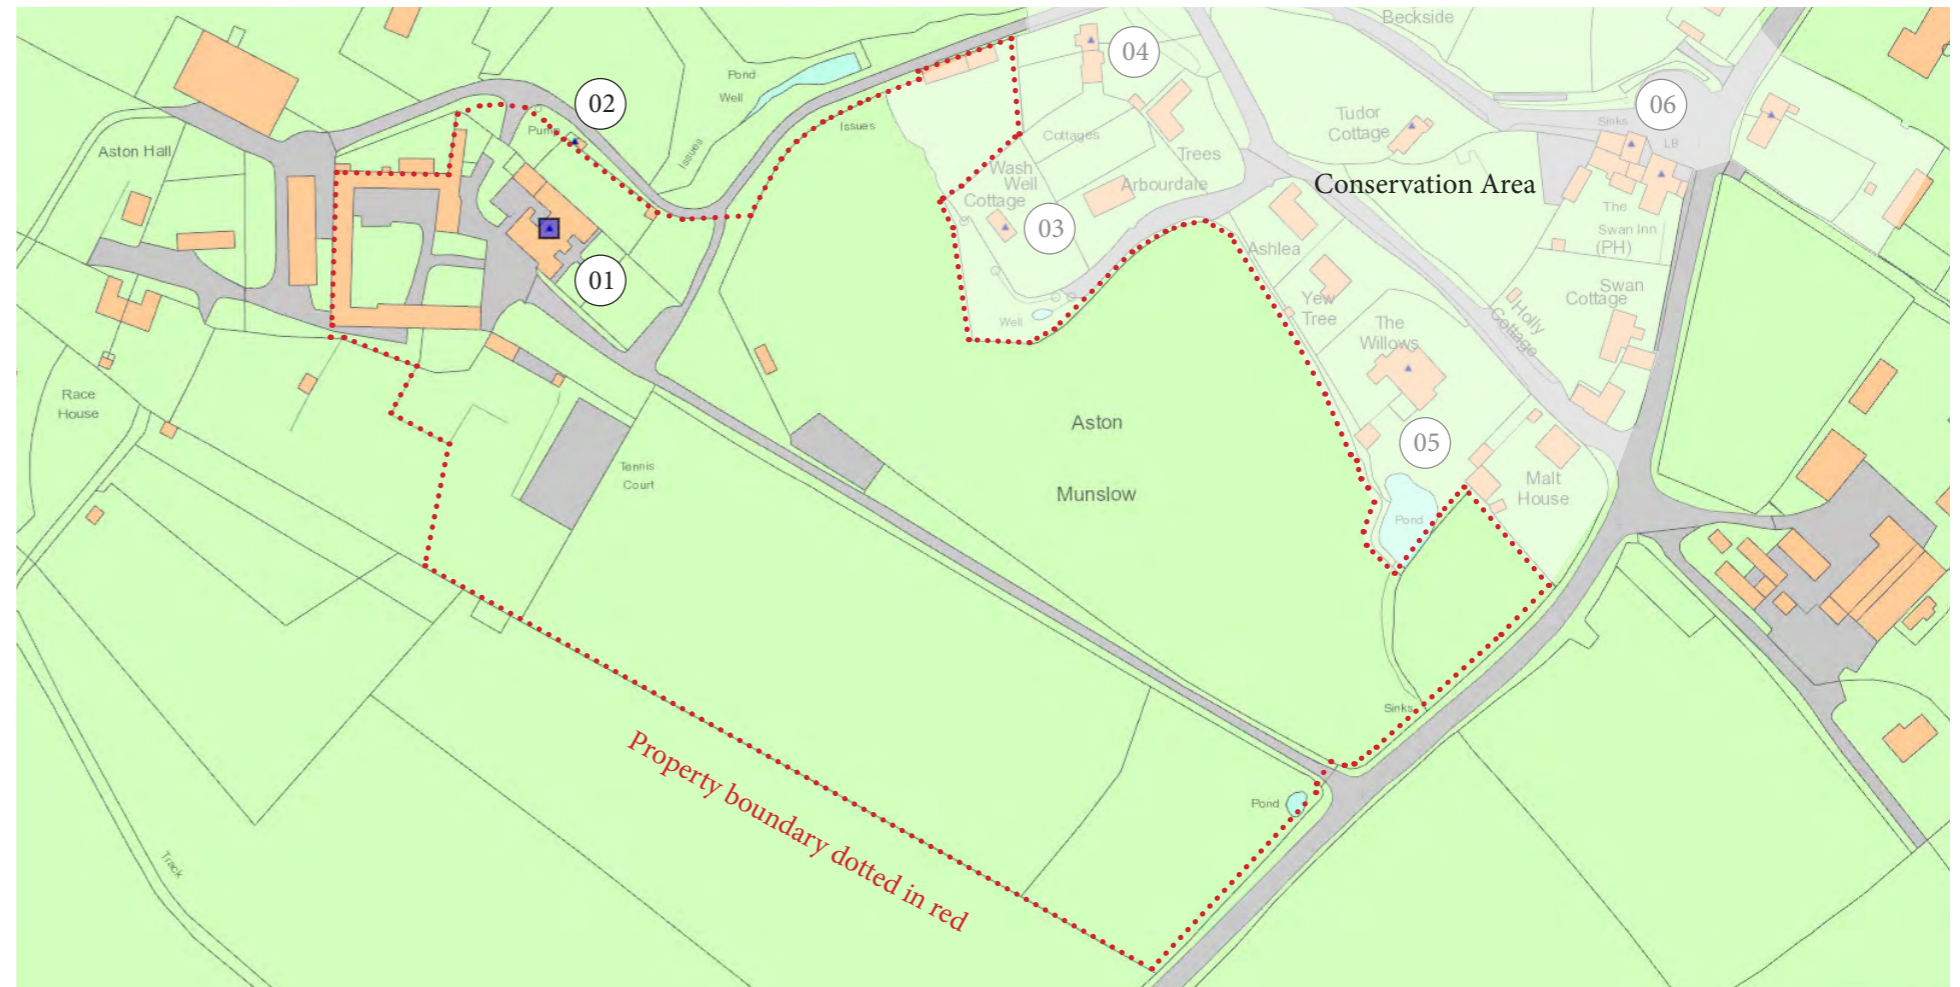 Beckside
04
02
Pond
Well
06
Pump
Issues
Tudor
Cottage
Sinks
Cottages
LB
Aston Hall
Issues
Trees
Wash
Well
Cottage
Arbourdale
Conservation Area
The
Swan Inn
(PH)
03
Ashlea
01
Swan
Cottage
Yew
Tree
Holly
Cottage
Well
The
Willows
Race
House
Aston
05
Tennis
Court
Malt
House
Munslow
Pond
Sinks
Property boundary dotted in red
Pond
Track